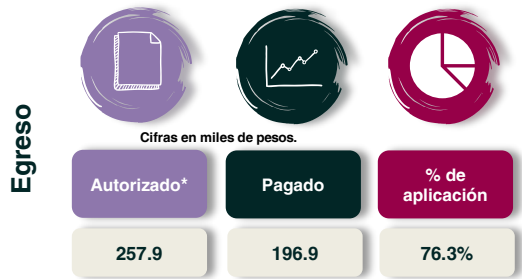 Egreso
Cifras en miles de pesos.
Autorizado*
Pagado
% de
aplicación
257.9
196.9
76.3%